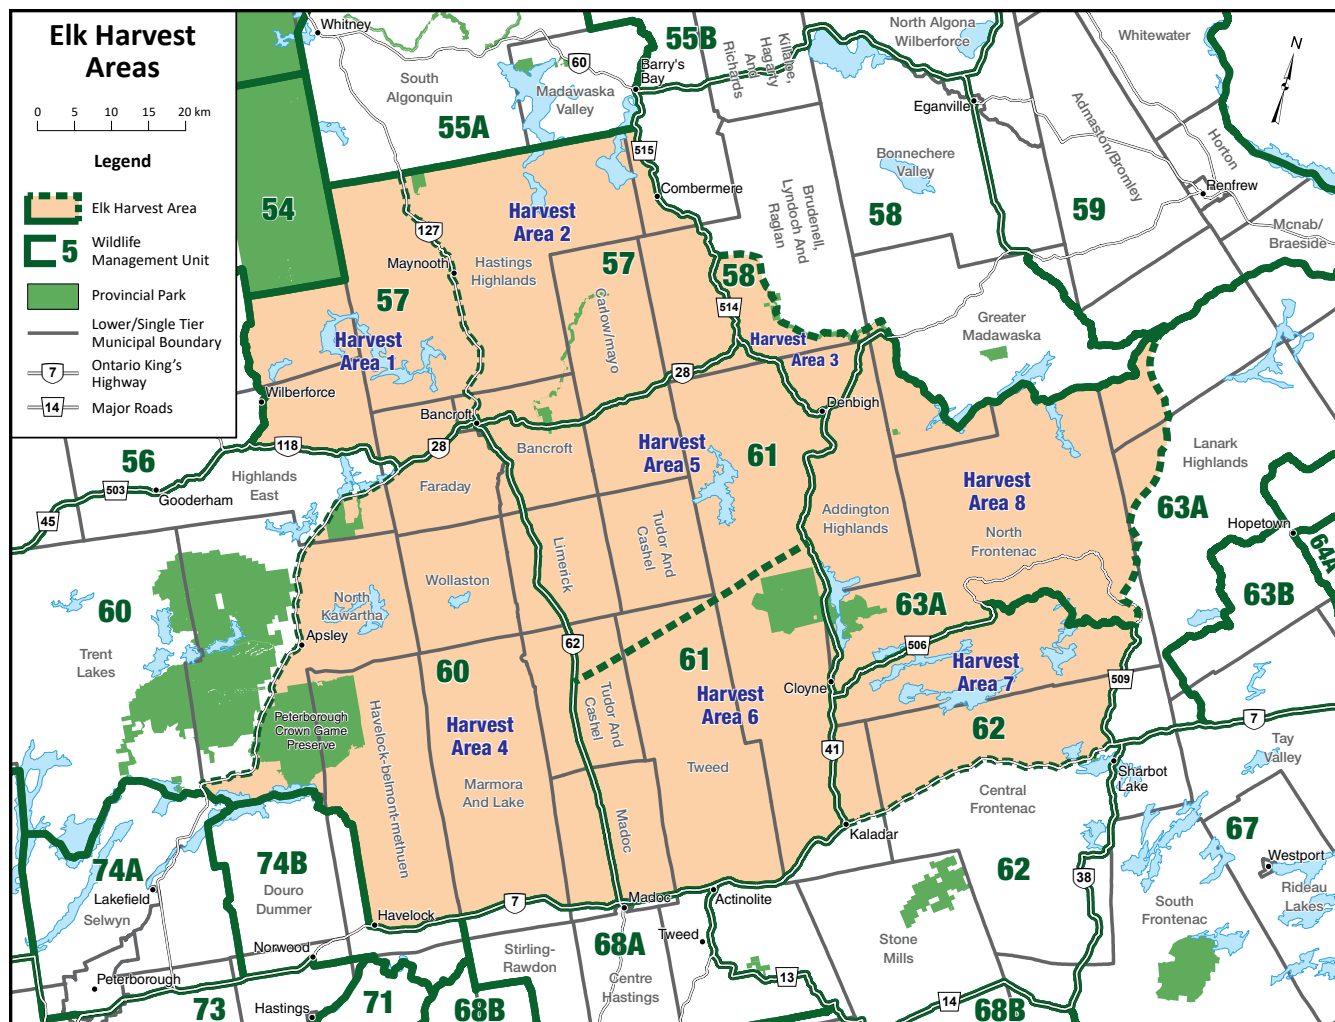 Elk Harvest
Areas
0 5 10 15 20 km
Legend
Elk Harvest Area
5
Wildlife
Management Unit
Provincial Park
Lower/Single Tier
Municipal Boundary
7
Ontario King's
Highway
14
Major Roads
N
Whitney
South
Algonquin
55A
60
Madawaska
Valley
55B
Barry's
Bay
Killaloe,
Hagarty
And
Richards
North Algona
Wilberforce
Whitewater
Eganville
Admaston/Bromley
Horton
Renfrew
Mcnab/
Braeside
Bonnechere
Valley
58
59
515
Combermere
Brudenell,
Lyndoch And
Raglan
54
Harvest
Area 2
127
Maynooth
Hastings
Highlands
57
57
Carlow/mayo
58
514
Greater
Madawaska
Harvest
Area 1
Harvest
Area 3
28
Wilberforce
Bancroft
Denbigh
118
28
Bancroft
Harvest
Area 5
61
Lanark
Highlands
56
503
Gooderham
45
Highlands
East
Faraday
Harvest
Area 8
Addington
Highlands
North
Frontenac
63A
Hopetown
64A
63B
Limerick
Tudor And
Cashel
Wollaston
North
Kawartha
60
Trent
Lakes
Apsley
63A
506
62
61
60
Harvest
Area 7
Cloyne
509
Tudor And
Cashel
Harvest
Area 6
Peterborough
Crown Game
Preserve
Havelock-belmont-methuen
Harvest
Area 4
Marmora
And Lake
Tweed
41
62
7
Tay
Valley
Sharbot
Lake
Central
Frontenac
Madoc
Kaladar
67
Westport
Rideau
Lakes
74A
74B
Lakefield
Selwyn
Douro
Dummer
62
38
South
Frontenac
7
Madoc
Actinolite
Havelock
Norwood
Stirling-
Rawdon
68A
Tweed
Centre
Hastings
Stone
Mills
13
Peterborough
73
Hastings
71
68B
14
68B